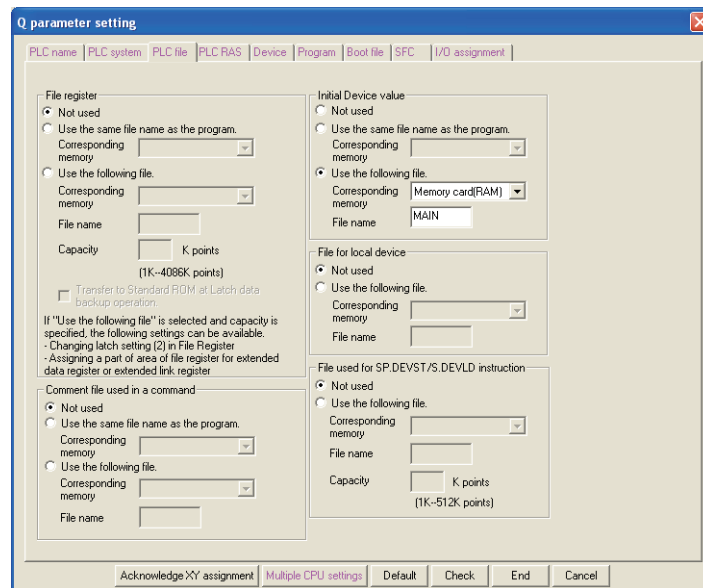 Q parameter setting
PLC name PLC system PLC file PLC RAS Device Program Boot file SFC I/O assignment
File register
Not used
Use the same file name as the program.
Corresponding
memory
Use the following file.
Corresponding
memory
File name
Capacity K points
(1K--4086K points)
Transfer to Standard ROM at Latch data
backup operation.
If "Use the following file" is selected and capacity is
specified, the following settings can be available.
- Changing latch setting (2) in File Register
- Assigning a part of area of file register for extended
data register or extended link register
Comment file used in a command
Not used
Use the same file name as the program.
Corresponding
memory
Use the following file.
Corresponding
memory
File name
Initial Device value
Not used
Use the same file name as the program.
Corresponding
memory
Use the following file.
Corresponding Memory card(RAM)
memory
File name MAIN
File for local device
Not used
Use the following file.
Corresponding
memory
File name
File used for SP.DEVST/S.DEVLD instruction
Not used
Use the following file.
Corresponding
memory
File name
Capacity K points
(1K--512K points)
Acknowledge XY assignment Multiple CPU settings Default Check End Cancel